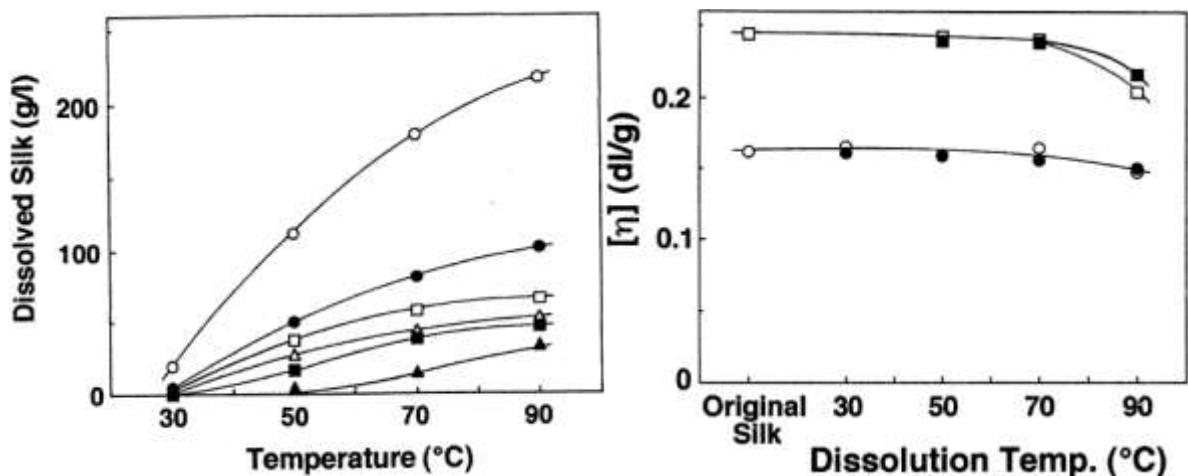 Dissolved Silk (g/l)
200
100
0
30 50 70 90
Temperature (°C)
[η] (dl/g)
0.2
0.1
0
Original
Silk
30 50 70 90
Dissolution Temp. (°C)